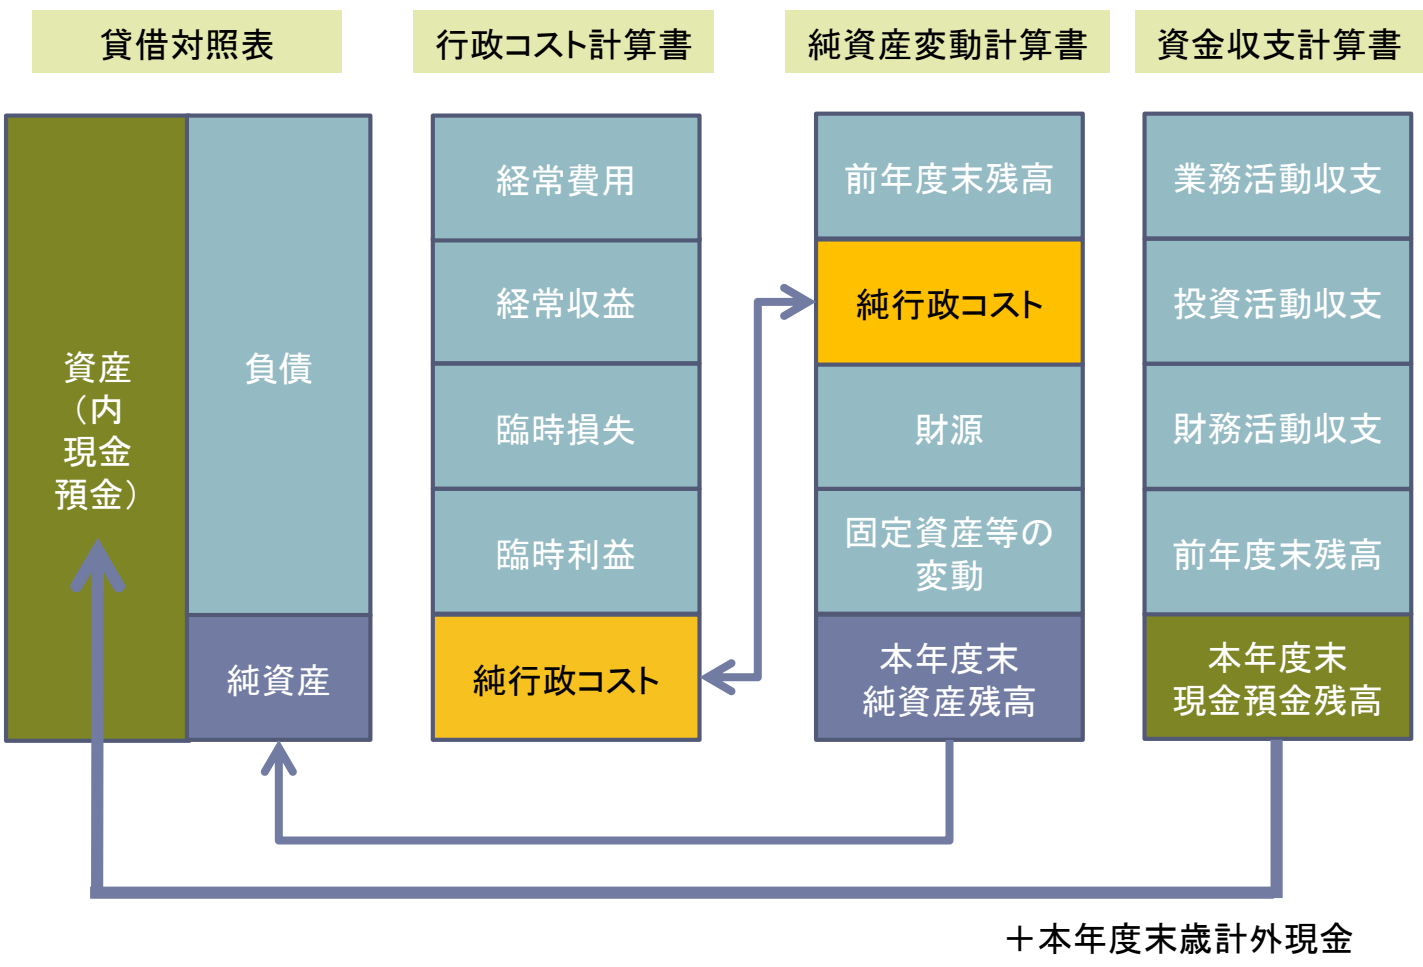 貸借対照表
行政コスト計算書
純資産変動計算書
資金収支計算書
資産
（内
現金
預金）
負債
純資産
経常費用
経常収益
臨時損失
臨時利益
純行政コスト
前年度末残高
純行政コスト
財源
固定資産等の
変動
本年度末
純資産残高
業務活動収支
投資活動収支
財務活動収支
前年度末残高
本年度末
現金預金残高
＋本年度末歳計外現金